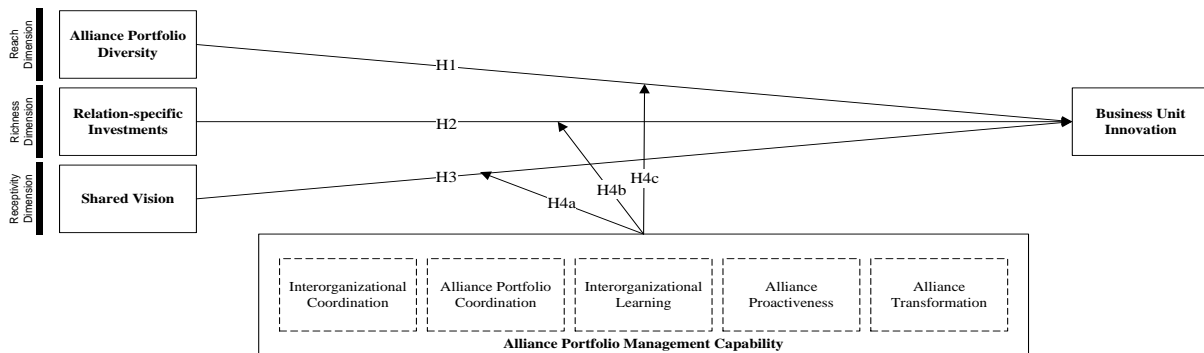 Reach
Dimension
Alliance Portfolio
Diversity
H1
Richness
Dimension
Relation-specific
Investments
H2
Business Unit
Innovation
Receptivity
Dimension
Shared Vision
H3
H4a
H4b
H4c
Interorganizational
Coordination
Alliance Portfolio
Coordination
Interorganizational
Learning
Alliance
Proactiveness
Alliance
Transformation
Alliance Portfolio Management Capability